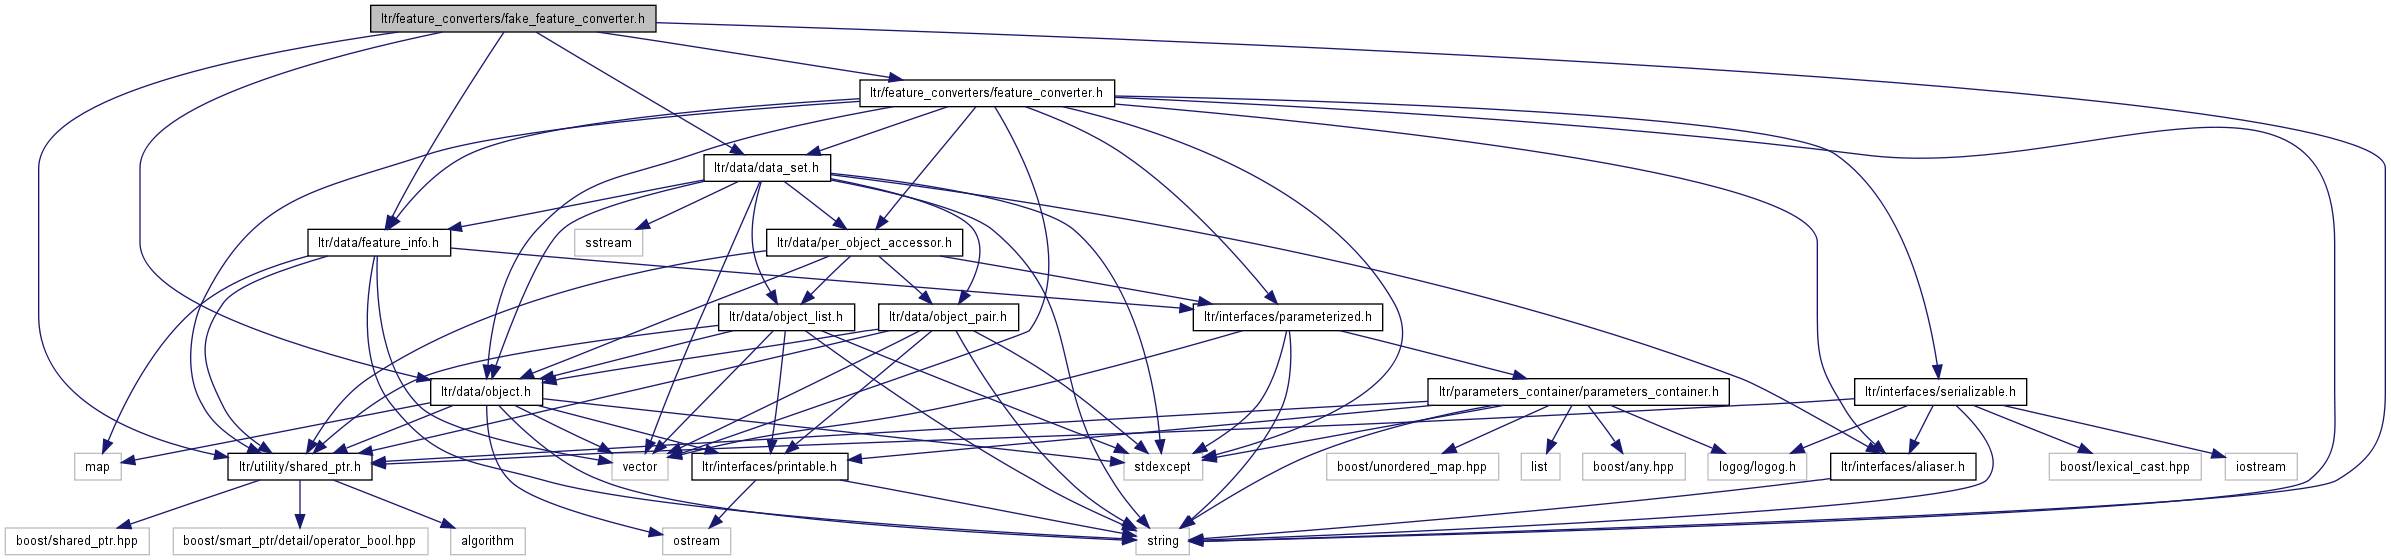 ltr/feature_converters/fake_feature_converter.h
ltr/feature_converters/feature_converter.h
ltr/data/data_set.h
ltr/data/feature_info.h
sstream
ltr/data/per_object_accessor.h
ltr/data/object_list.h
ltr/data/object_pair.h
ltr/interfaces/parameterized.h
ltr/data/object.h
ltr/parameters_container/parameters_container.h
ltr/interfaces/serializable.h
map
ltr/utility/shared_ptr.h
vector
ltr/interfaces/printable.h
stdexcept
boost/unordered_map.hpp
list
boost/any.hpp
logog/logog.h
ltr/interfaces/aliaser.h
boost/lexical_cast.hpp
iostream
boost/shared_ptr.hpp
boost/smart_ptr/detail/operator_bool.hpp
algorithm
ostream
string